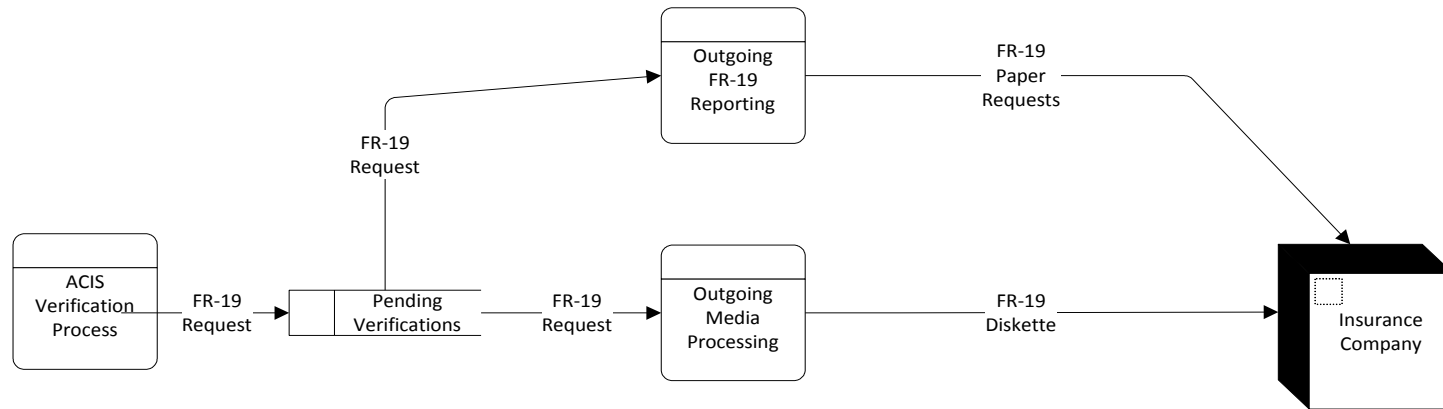 Outgoing
FR-19
Reporting
FR-19
Paper
Requests
FR-19
Request
ACIS
Verification
Process
FR-19
Request
Pending
Verifications
FR-19
Request
Outgoing
Media
Processing
FR-19
Diskette
Insurance
Company